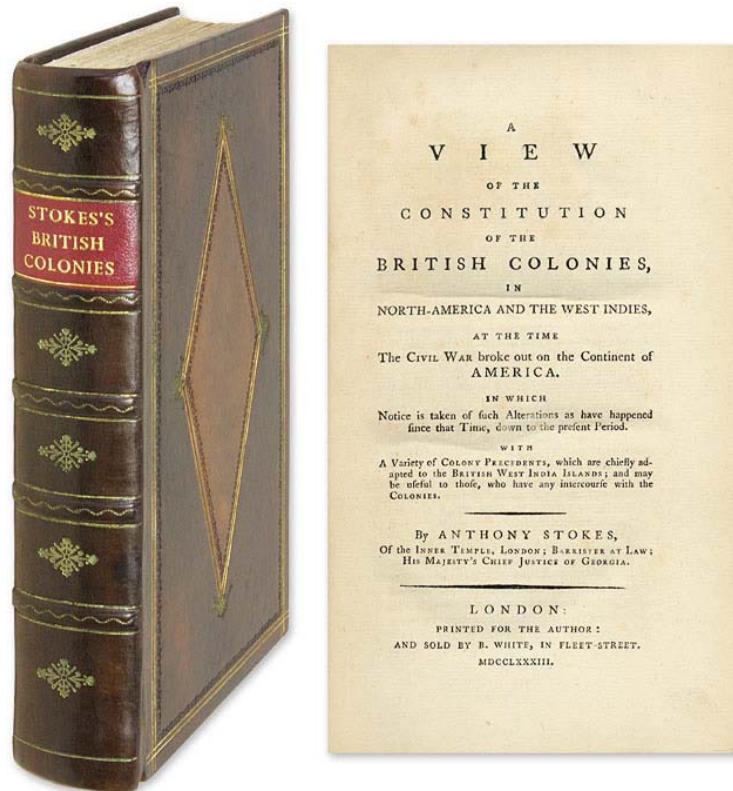 STOKES'S
BRITISH
COLONIES
A
VIEW
OF THE
CONSTITUTION
OF THE
BRITISH COLONIES,
IN
NORTH-AMERICA AND THE WEST INDIES,
AT THE TIME
The CIVIL WAR broke out on the Continent of
AMERICA.
IN WHICH
Notice is taken of ſuch Alterations as have happened
ſince that Time, down to the preſent Period.
WITH
A Variety of COLONY PRECEDENTS, which are chiefly ad-
apted to the BRITISH WEST INDIA ISLANDS; and may
be uſeful to thoſe, who have any intercourſe with the
COLONIES.
By ANTHONY STOKES,
Of the INNER TEMPLE, LONDON; BARRISTER AT LAW;
HIS MAJESTY'S CHIEF JUSTICE OF GEORGIA.
LONDON:
PRINTED FOR THE AUTHOR:
AND SOLD BY B. WHITE, IN FLEET-STREET.
MDCCLXXXIII.